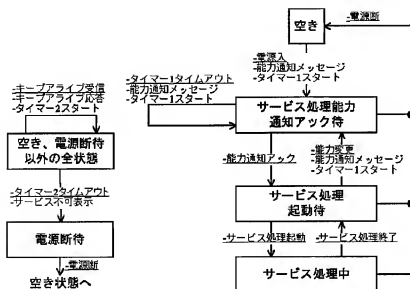 -電源断
空き
-電源入
-能力通知メッセージ
-タイマー1スタート
-タイマー1タイムアウト
-能力通知メッセージ
-タイマー1スタート
サービス処理能力
通知アック待
-能力通知アック
-能力変更
-能力通知メッセージ
-タイマー1スタート
サービス処理
起動待
-サービス処理起動
-サービス処理終了
サービス処理中
-キープアライブ受信
-キープアライブ応答
-タイマー2スタート
空き、電源断待
以外の全状態
-タイマー2タイムアウト
-サービス不可表示
電源断待
-電源断
空き状態へ